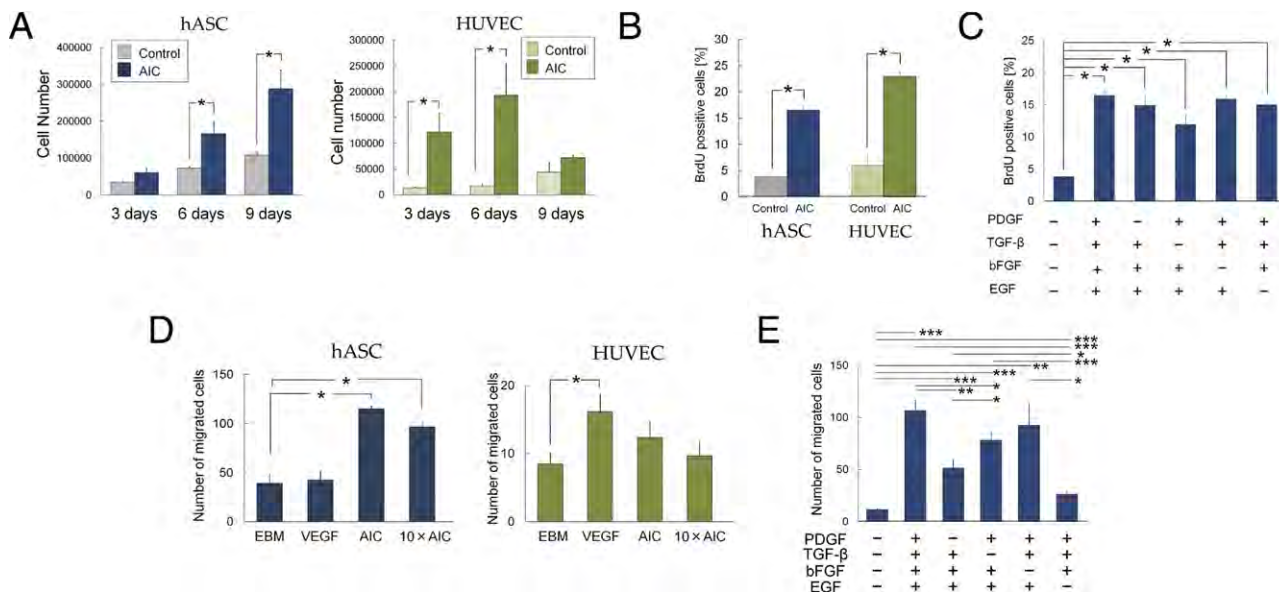 A
hASC
Cell Number
400000
300000
200000
100000
0
Control
AIC
*
*
3 days 6 days 9 days
HUVEC
Cell number
300000
250000
200000
150000
100000
50000
0
Control
AIC
*
*
3 days 6 days 9 days
B
BrdU possitive cells [%]
30
25
20
15
10
5
0
*
*
Control AIC Control AIC
hASC HUVEC
C
BrdU positive cells [%]
25
20
15
10
5
0
*
*
*
*
*
PDGF − + − + + +
TGF-β − + + − + +
bFGF − + + + − +
EGF − + + + + −
D
hASC
Number of migrated cells
150
100
50
0
*
*
EBM VEGF AIC 10×AIC
HUVEC
Number of migrated cells
20
10
0
*
EBM VEGF AIC 10×AIC
E
Number of migrated cells
150
100
50
0
***
***
***
*
***
**
***
***
*
*
**
*
PDGF − + − + + +
TGF-β − + + − + +
bFGF − + + + − +
EGF − + + + + −